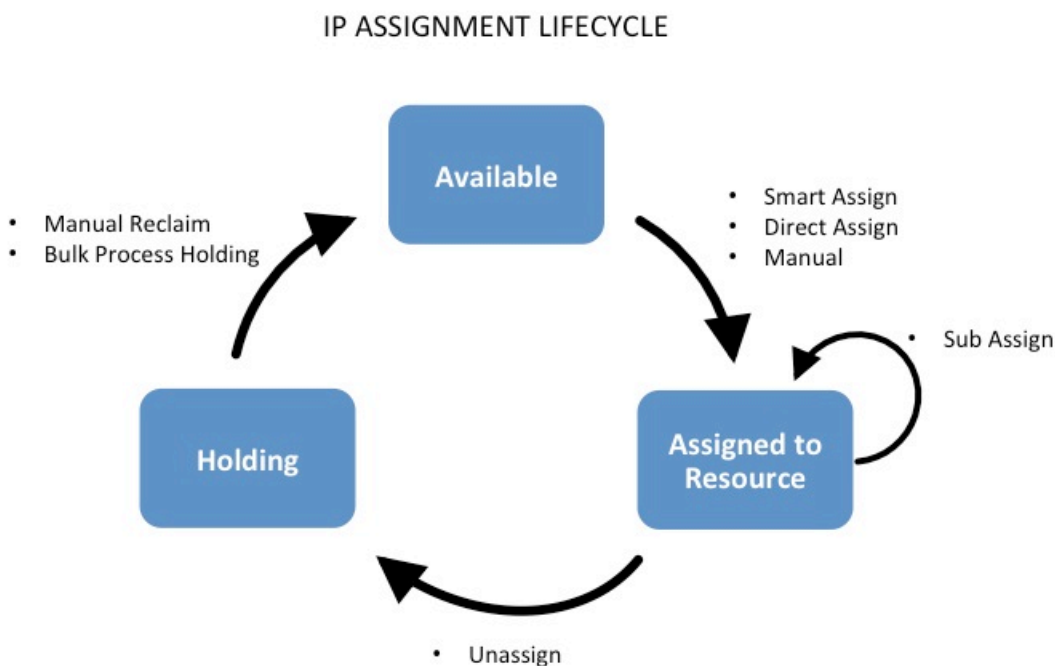 IP ASSIGNMENT LIFECYCLE
Available
• Smart Assign
• Direct Assign
• Manual
• Manual Reclaim
• Bulk Process Holding
• Sub Assign
Assigned to
Resource
Holding
• Unassign